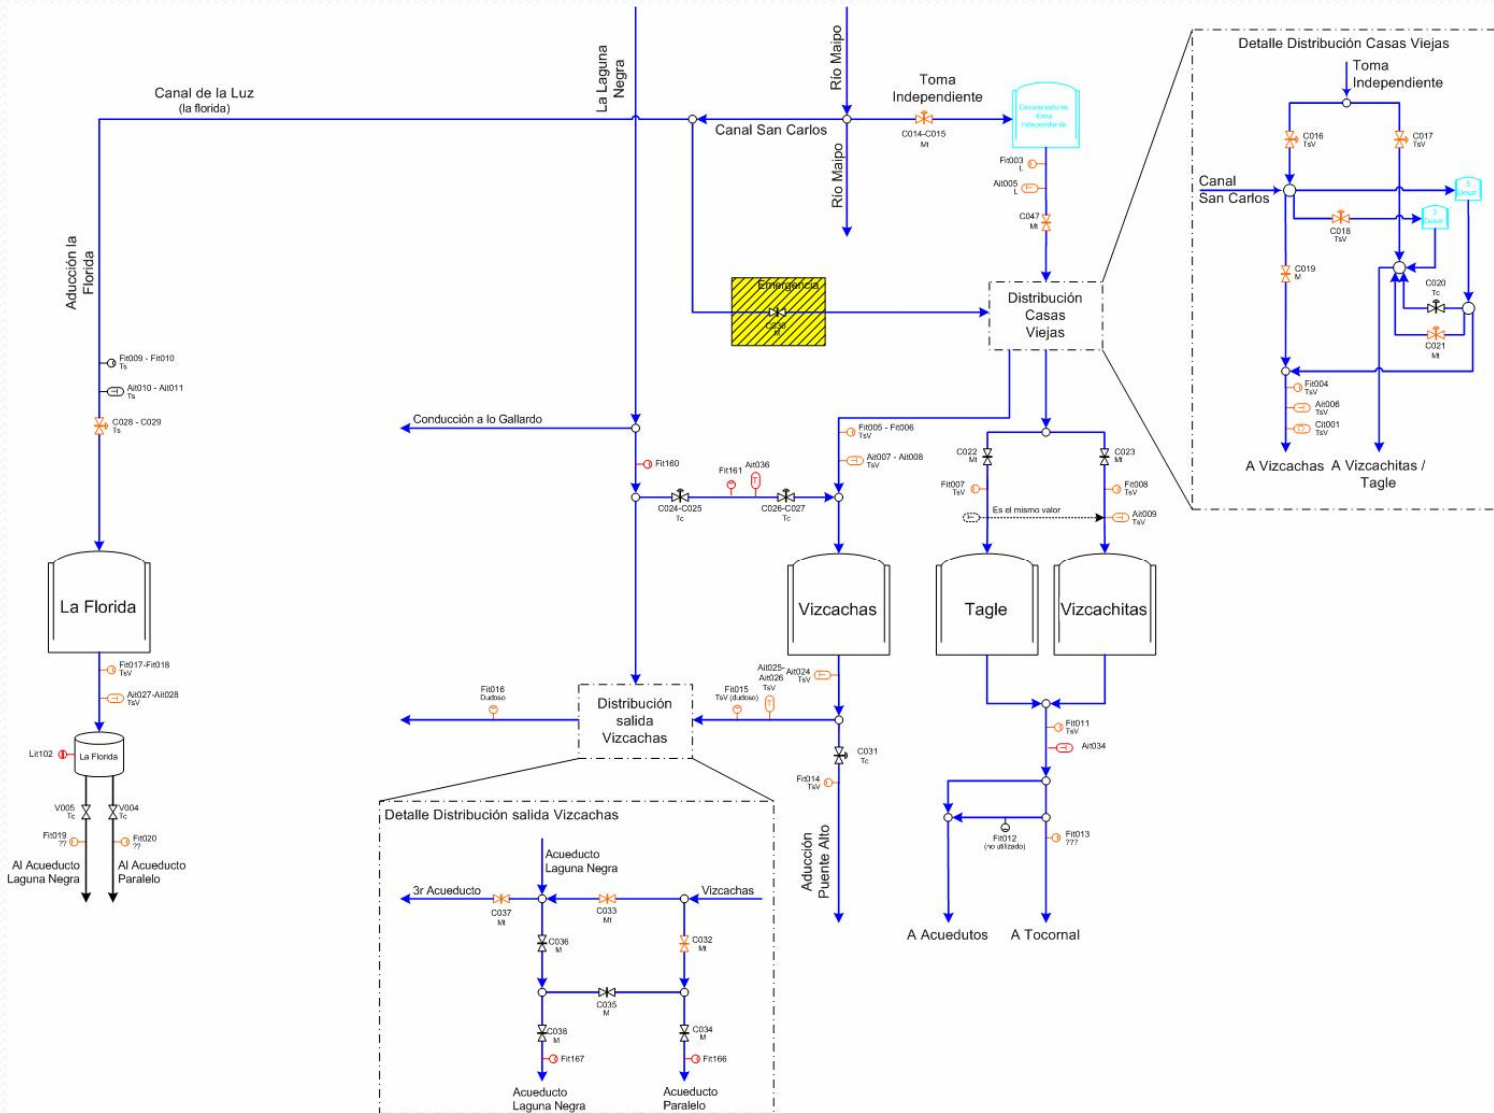 Canal de la Luz
(la florida)
La Laguna
Negra
Río Maipo
Toma
Independiente
Canal San Carlos
C014-C015
Mt
Río Maipo
Desarenadores
toma
independiente
Fit003
L
Ait005
L
C047
Mt
Aducción la
Florida
Emergencia
M
Distribución
Casas
Viejas
Fit009 - Fit010
Ts
Ait010 - Ait011
Ts
C028 - C029
Ts
Conducción a lo Gallardo
Fit160
Fit161
Ait036
C024-C025
Tc
C026-C027
Tc
Fit005 - Fit006
TsV
Ait007 - Ait008
TsV
C022
Mt
C023
Mt
Fit007
TsV
Fit008
TsV
Es el mismo valor
Ait009
TsV
La Florida
Vizcachas
Tagle
Vizcachitas
Fit017-Fit018
TsV
Ait027-Ait028
TsV
Lit102
La Florida
V005
Tc
V004
Tc
Fit019
??
Fit020
??
Al Acueducto
Laguna Negra
Al Acueducto
Paralelo
Fit016
Dudoso
Distribución
salida
Vizcachas
Fit015
TsV (dudoso)
Ait025-
Ait026
TsV
Ait024
TsV
C031
Tc
Fit014
TsV
Aducción
Puente Alto
Fit011
TsV
Ait034
Fit012
(no utilizado)
Fit013
???
A Acuedutos
A Tocornal
Detalle Distribución Casas Viejas
Toma
Independiente
C016
TsV
C017
TsV
Canal
San Carlos
C018
TsV
3
Desar.
C019
M
C020
Tc
C021
Mt
Fit004
TsV
Ait006
TsV
Cit001
TsV
A Vizcachas
A Vizcachitas /
Tagle
Detalle Distribución salida Vizcachas
Acueducto
Laguna Negra
3r Acueducto
C037
Mt
C033
Mt
Vizcachas
C036
M
C032
Mt
C035
M
C038
M
C034
M
Fit167
Fit166
Acueducto
Laguna Negra
Acueducto
Paralelo